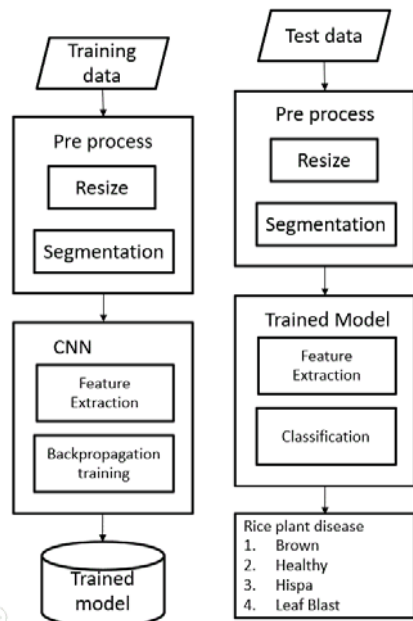 Training
data
Pre process
Resize
Segmentation
CNN
Feature
Extraction
Backpropagation
training
Trained
model
Test data
Pre process
Resize
Segmentation
Trained Model
Feature
Extraction
Classification
Rice plant disease
1. Brown
2. Healthy
3. Hispa
4. Leaf Blast